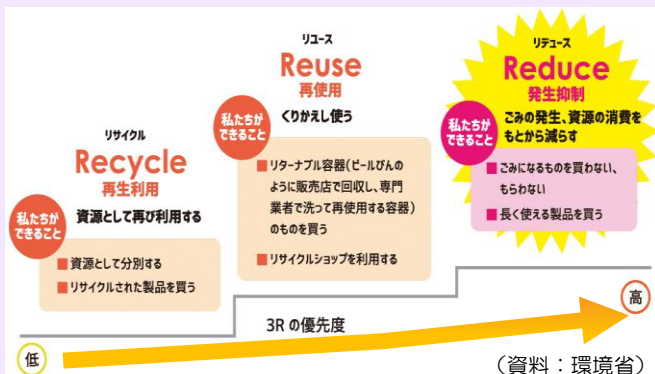 リサイクル
Recycle
再生利用
私たちが
できること
資源として再び利用する
■資源として分別する
■リサイクルされた製品を買う
リユース
Reuse
再使用
私たちが
できること
くりかえし使う
■リターナブル容器(ビールびんの
ように販売店で回収し、専門
業者で洗って再使用する容器)
のものを買う
■リサイクルショップを利用する
リデュース
Reduce
発生抑制
私たちが
できること
ごみの発生、資源の消費を
もとから減らす
■ごみになるものを買わない、
もらわない
■長く使える製品を買う
低
3Rの優先度
高
(資料:環境省)